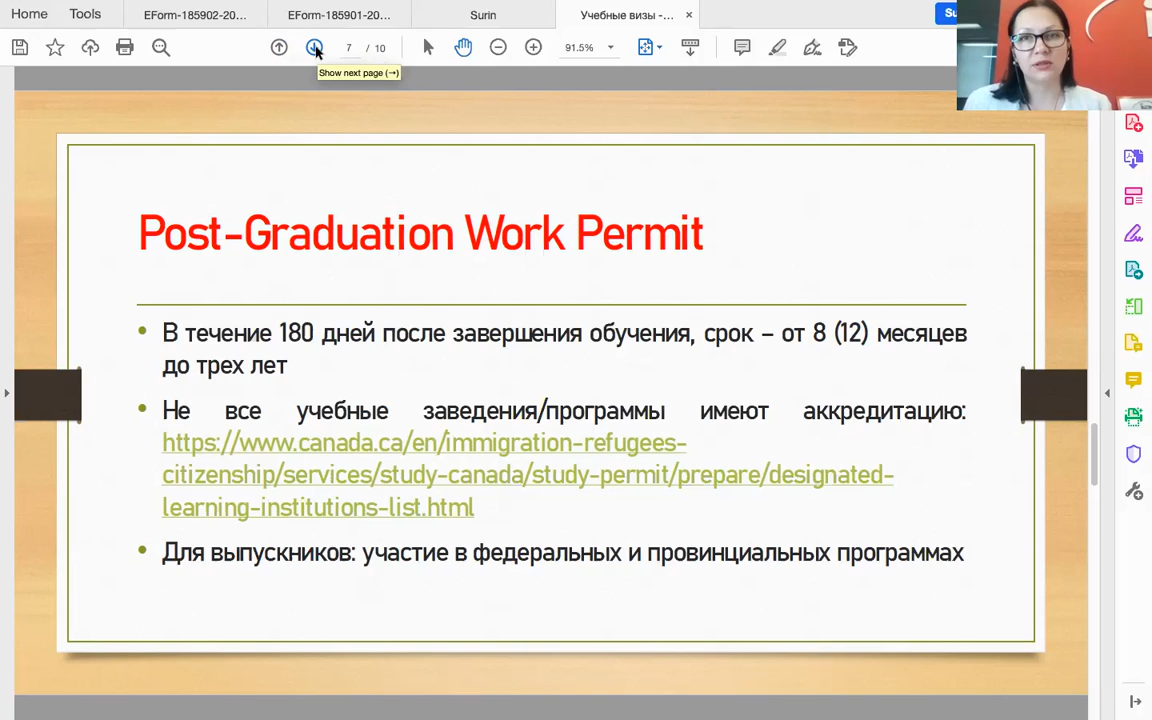 Home
Tools
EForm-185902-20...
EForm-185901-20...
Surin
Учебные визы -...
×
Su
7 / 10
91.5%
Show next page (→)
Post-Graduation Work Permit
• В течение 180 дней после завершения обучения, срок – от 8 (12) месяцев
до трех лет
• Не все учебные заведения/программы имеют аккредитацию:
https://www.canada.ca/en/immigration-refugees-
citizenship/services/study-canada/study-permit/prepare/designated-
learning-institutions-list.html
• Для выпускников: участие в федеральных и провинциальных программах